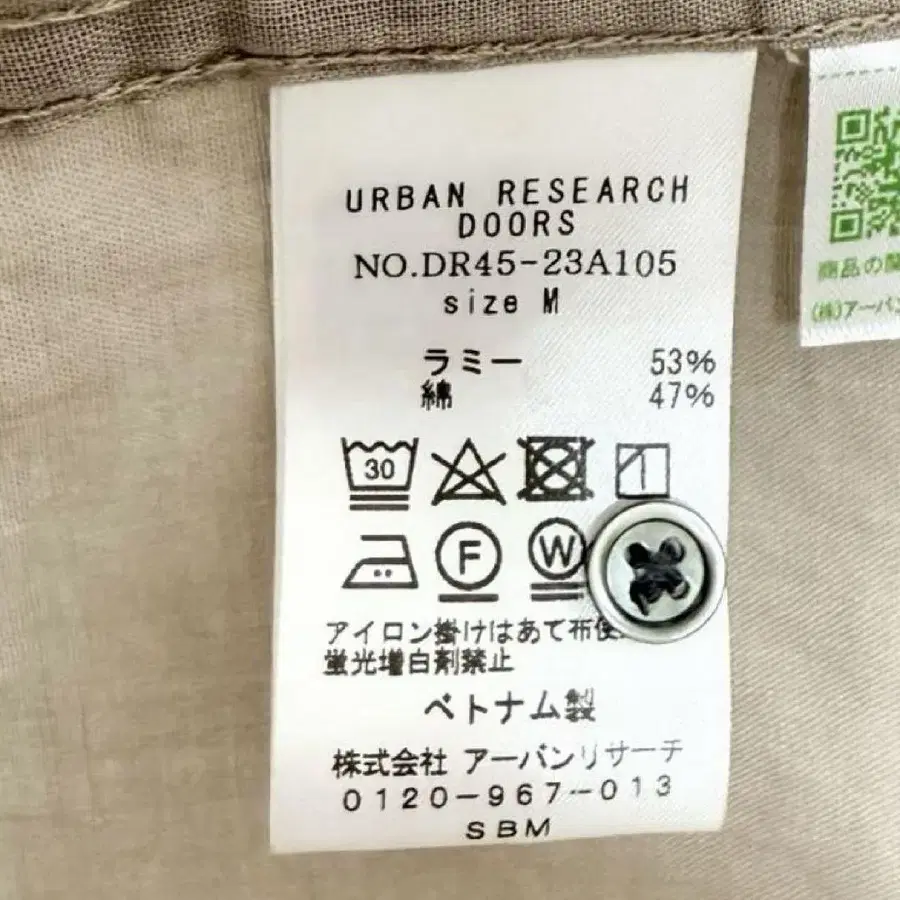 URBAN RESEARCH
DOORS
NO.DR45-23A105
size M
ラミー 53%
綿 47%
30
F
W
アイロン掛けはあて布使
蛍光増白剤禁止
ベトナム製
株式会社 アーバンリサーチ
0120-967-013
SBM
商品の
(株)アーバン